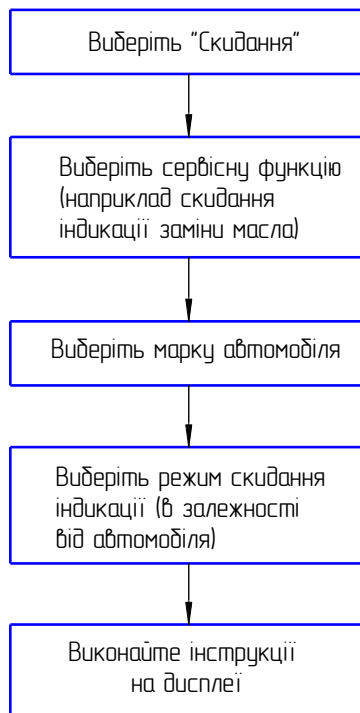 Виберіть "Скидання"
Виберіть сервісну функцію
(наприклад скидання
індикації заміни масла)
Виберіть марку автомобіля
Виберіть режим скидання
індикації (в залежності
від автомобіля)
Виконайте інструкції
на дисплеї